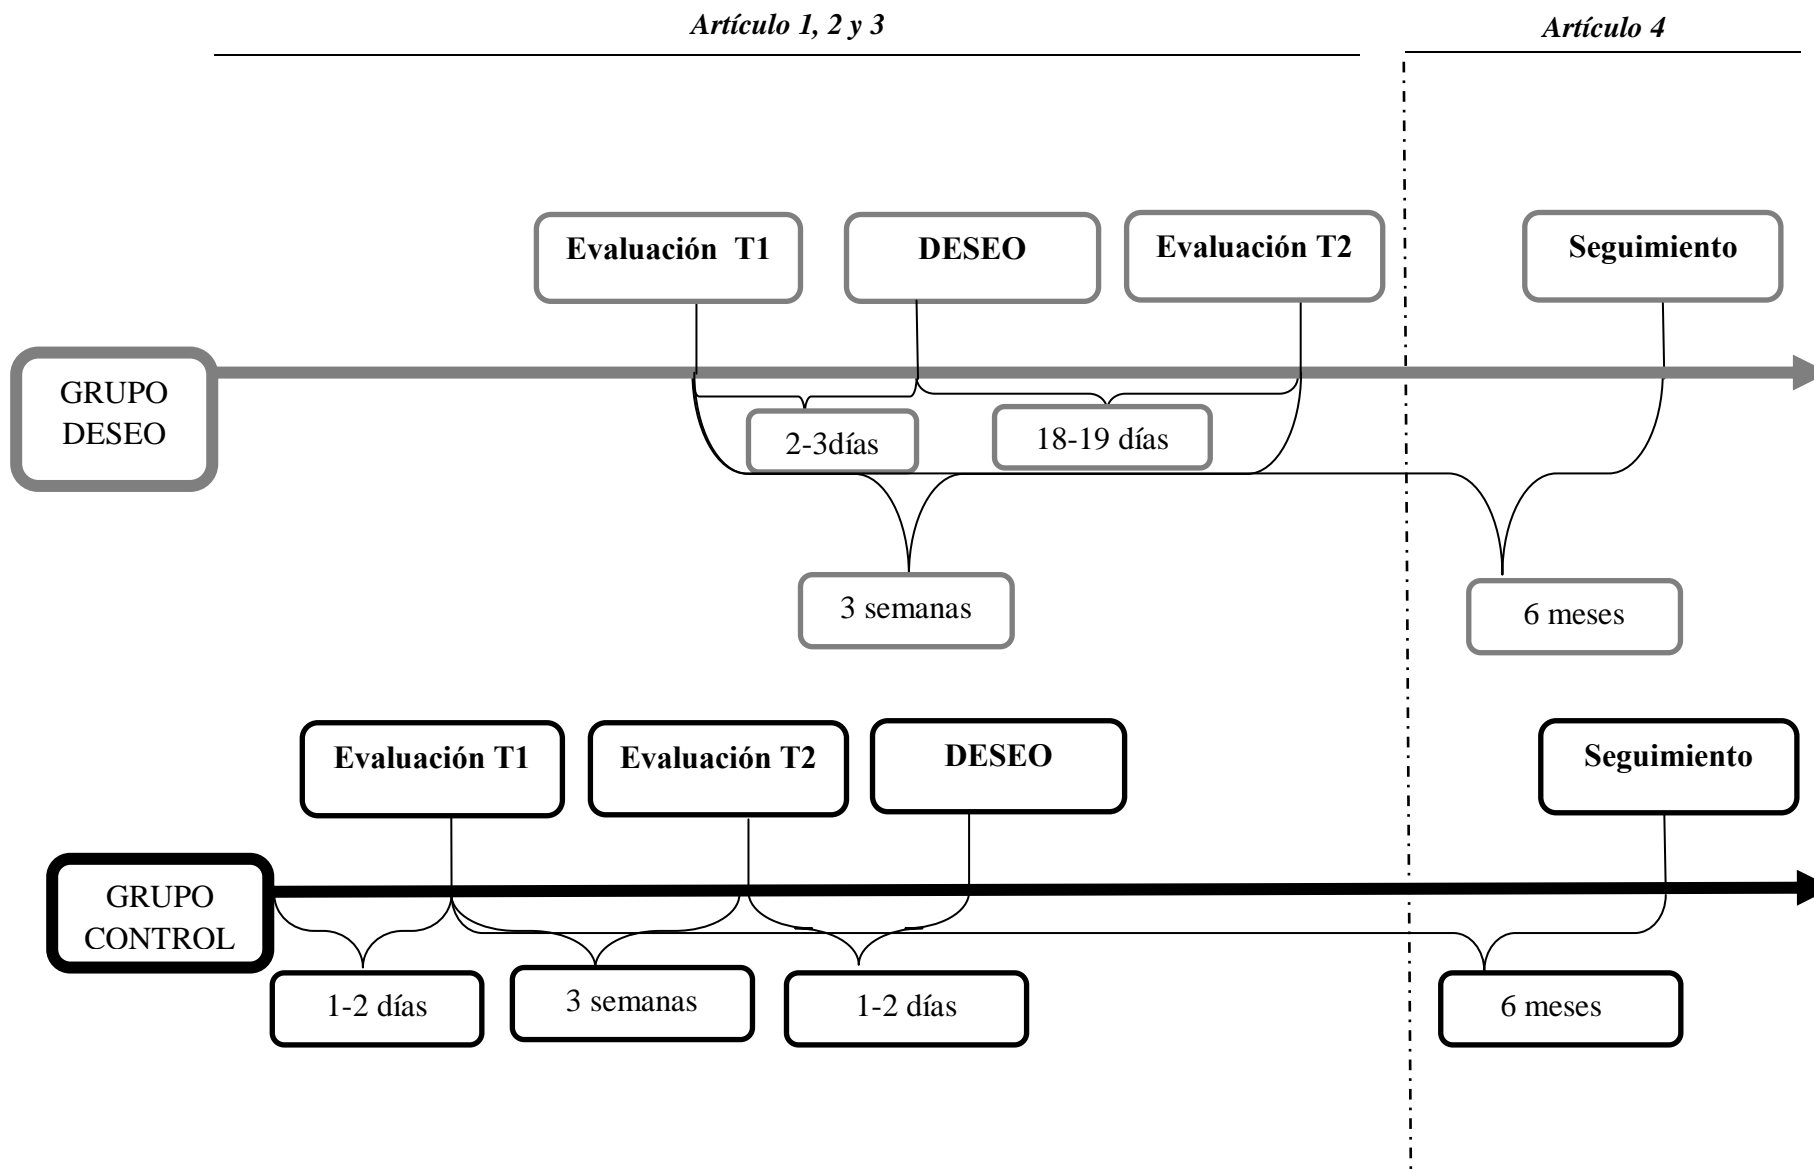 Artículo 1, 2 y 3
Artículo 4
Evaluación T1
DESEO
Evaluación T2
Seguimiento
GRUPO
DESEO
2-3días
18-19 días
3 semanas
6 meses
Evaluación T1
Evaluación T2
DESEO
Seguimiento
GRUPO
CONTROL
1-2 días
3 semanas
1-2 días
6 meses